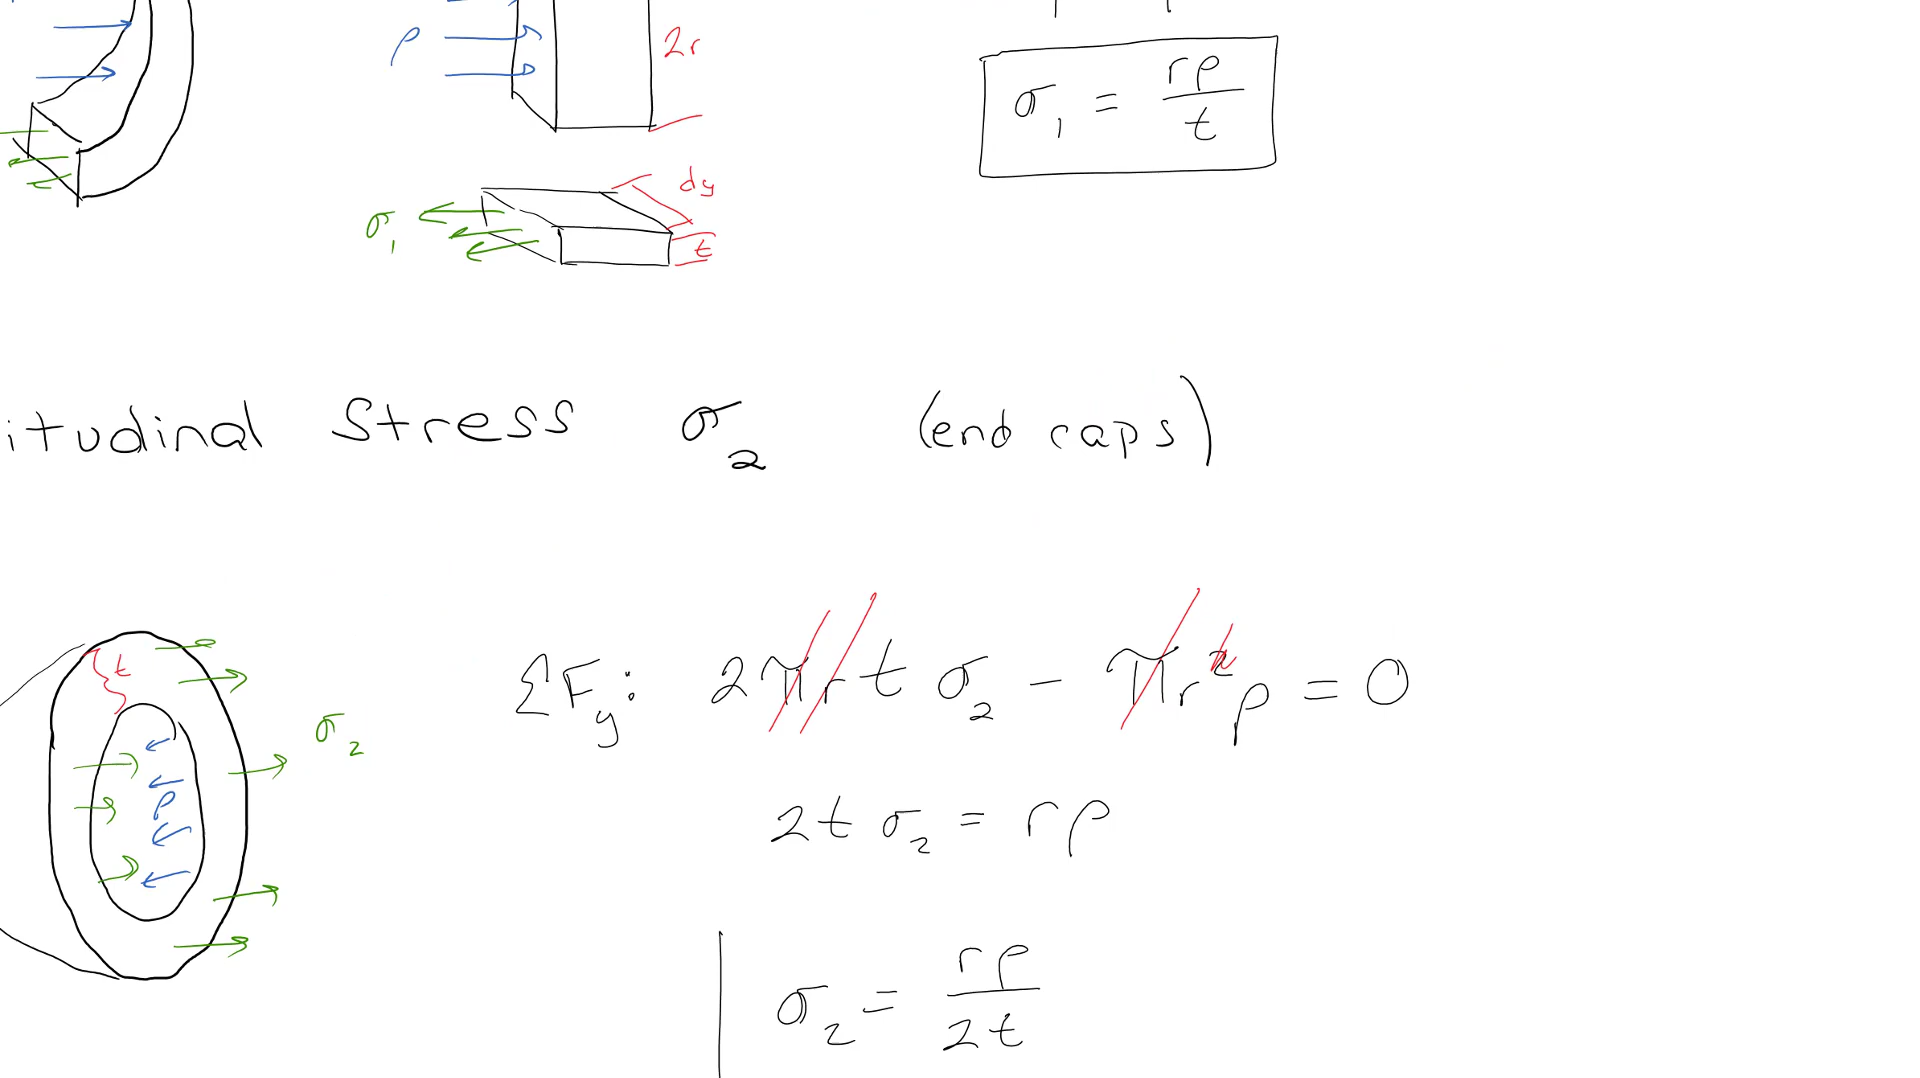 p
2r
σ₁ = rp/t
dy
σ₁
t
itudinal Stress σ₂ (end caps)
t
σ₂
p
ΣF_y: 2πrtσ₂ − πr²p = 0
2tσ₂ = rp
σ₂ = rp/2t